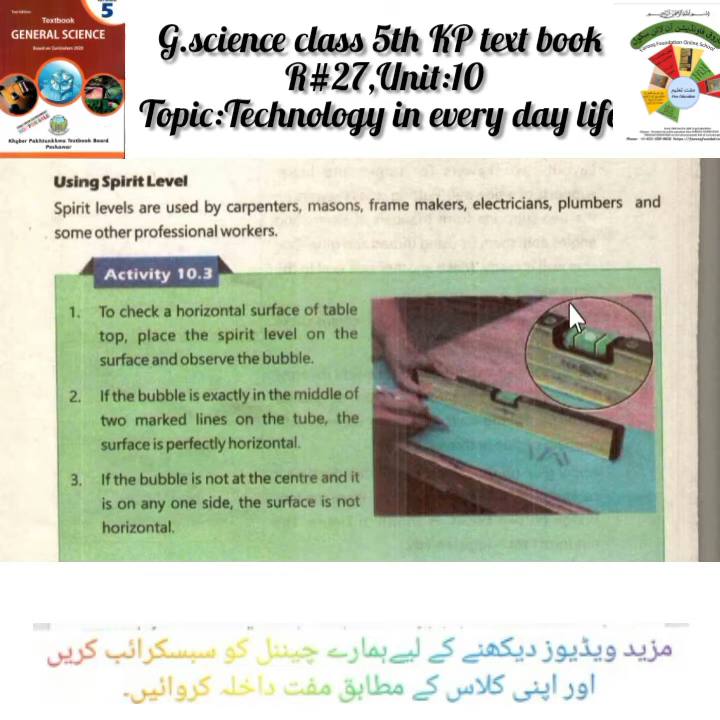 5
Textbook
GENERAL SCIENCE
Based on Curriculum 2020
Khyber Pakhtunkhwa Textbook Board
Peshawar
G.science class 5th KP text book
R#27,Unit:10
Topic:Technology in every day life
Using Spirit Level
Spirit levels are used by carpenters, masons, frame makers, electricians, plumbers and
some other professional workers.
Activity 10.3
1. To check a horizontal surface of table
top, place the spirit level on the
surface and observe the bubble.
2. If the bubble is exactly in the middle of
two marked lines on the tube, the
surface is perfectly horizontal.
3. If the bubble is not at the centre and it
is on any one side, the surface is not
horizontal.
مزید ویڈیوز دیکھنے کے لیے ہمارے چینل کو سبسکرائب کریں
اور اپنی کلاس کے مطابق مفت داخلہ کروائیں۔